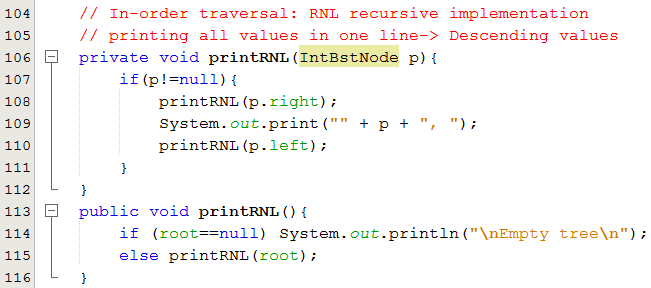 104 // In-order traversal: RNL recursive implementation
105 // printing all values in one line-> Descending values
106 private void printRNL(IntBstNode p){
107 if(p!=null){
108 printRNL(p.right);
109 System.out.print("" + p + ", ");
110 printRNL(p.left);
111 }
112 }
113 public void printRNL(){
114 if (root==null) System.out.println("\nEmpty tree\n");
115 else printRNL(root);
116 }